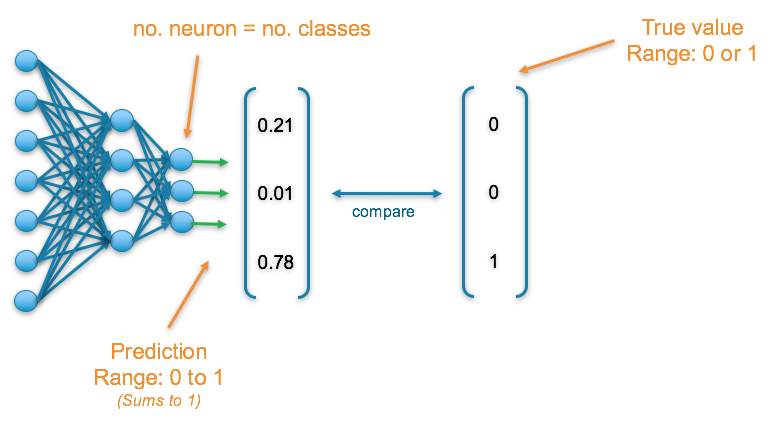 no. neuron = no. classes
True value
Range: 0 or 1
0.21
0
0.01
0
compare
0.78
1
Prediction
Range: 0 to 1
(Sums to 1)